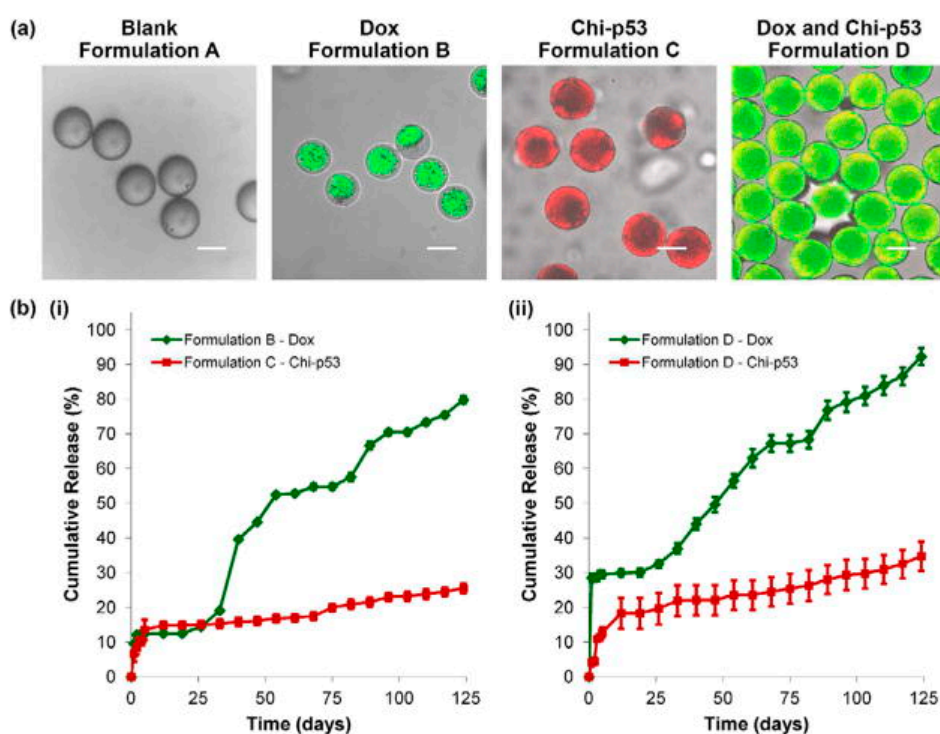 (a)
Blank
Formulation A
Dox
Formulation B
Chi-p53
Formulation C
Dox and Chi-p53
Formulation D
(b) (i)
Formulation B - Dox
Formulation C - Chi-p53
Cumulative Release (%)
100
90
80
70
60
50
40
30
20
10
0
0 25 50 75 100 125
Time (days)
(ii)
Formulation D - Dox
Formulation D - Chi-p53
Cumulative Release (%)
100
90
80
70
60
50
40
30
20
10
0
0 25 50 75 100 125
Time (days)